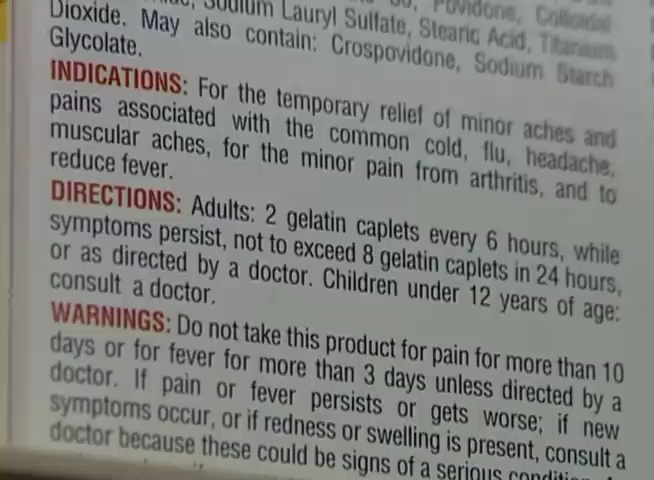 Sodium Lauryl Sulfate, Stearic Acid, Titanium
Dioxide. May also contain: Crospovidone, Sodium Starch
Glycolate.
INDICATIONS: For the temporary relief of minor aches and
pains associated with the common cold, flu, headache,
muscular aches, for the minor pain from arthritis, and to
reduce fever.
DIRECTIONS: Adults: 2 gelatin caplets every 6 hours, while
symptoms persist, not to exceed 8 gelatin caplets in 24 hours,
or as directed by a doctor. Children under 12 years of age:
consult a doctor.
WARNINGS: Do not take this product for pain for more than 10
days or for fever for more than 3 days unless directed by a
doctor. If pain or fever persists or gets worse; if new
symptoms occur, or if redness or swelling is present, consult a
doctor because these could be signs of a serious